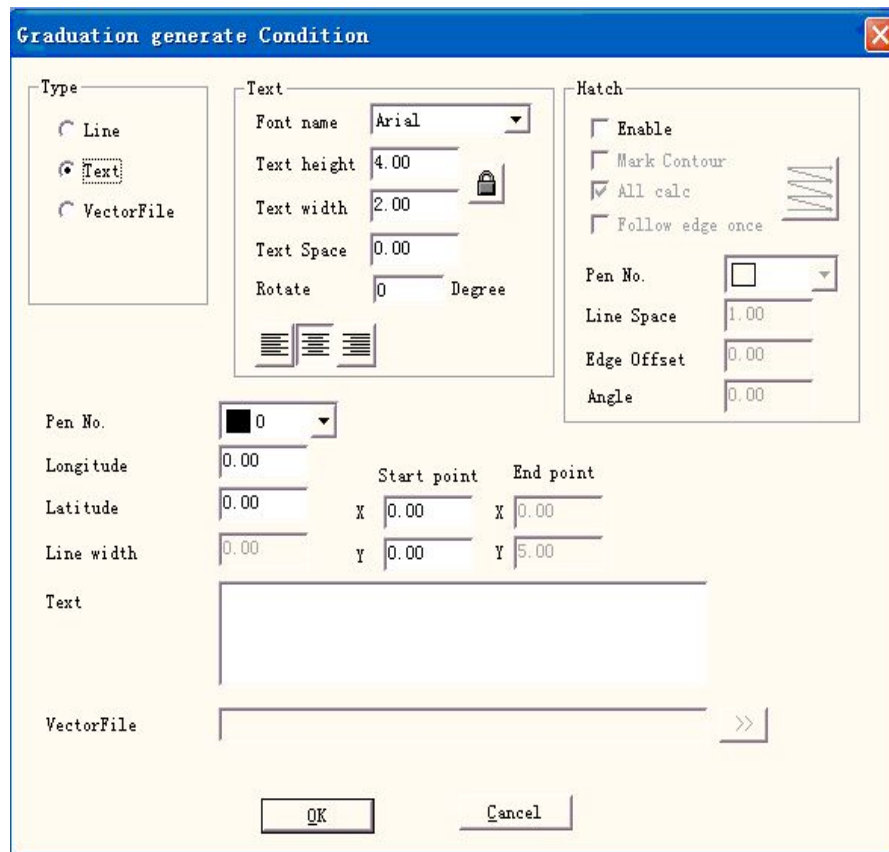 Graduation generate Condition
Type
Line
Text
VectorFile
Text
Font name Arial
Text height 4.00
Text width 2.00
Text Space 0.00
Rotate 0 Degree
Hatch
Enable
Mark Contour
All calc
Follow edge once
Pen No.
Line Space 1.00
Edge Offset 0.00
Angle 0.00
Pen No. 0
Longitude 0.00
Latitude 0.00
Line width 0.00
Start point End point
X 0.00 X 0.00
Y 0.00 Y 5.00
Text
VectorFile >>
OK Cancel